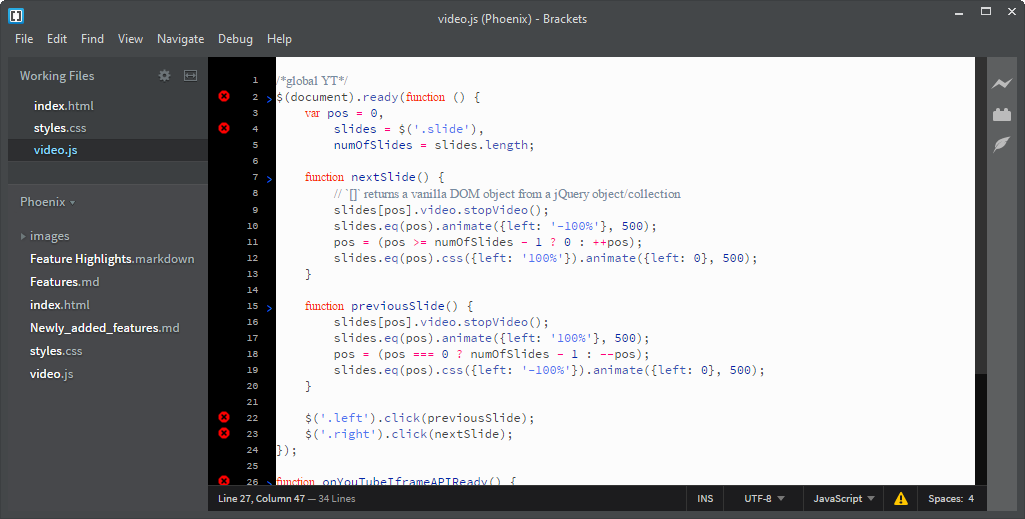 video.js (Phoenix) - Brackets
File Edit Find View Navigate Debug Help
Working Files
index.html
styles.css
video.js
Phoenix
images
Feature Highlights.markdown
Features.md
index.html
Newly_added_features.md
styles.css
video.js
1 /*global YT*/
2 $(document).ready(function () {
3 var pos = 0,
4 slides = $('.slide'),
5 numOfSlides = slides.length;
6
7 function nextSlide() {
8 // `[]` returns a vanilla DOM object from a jQuery object/collection
9 slides[pos].video.stopVideo();
10 slides.eq(pos).animate({left: '-100%'}, 500);
11 pos = (pos >= numOfSlides - 1 ? 0 : ++pos);
12 slides.eq(pos).css({left: '100%'}).animate({left: 0}, 500);
13 }
14
15 function previousSlide() {
16 slides[pos].video.stopVideo();
17 slides.eq(pos).animate({left: '100%'}, 500);
18 pos = (pos === 0 ? numOfSlides - 1 : --pos);
19 slides.eq(pos).css({left: '-100%'}).animate({left: 0}, 500);
20 }
21
22 $('.left').click(previousSlide);
23 $('.right').click(nextSlide);
24 });
25
26 function onYouTubeIframeAPIReady() {
Line 27, Column 47 — 34 Lines INS UTF-8 JavaScript Spaces: 4